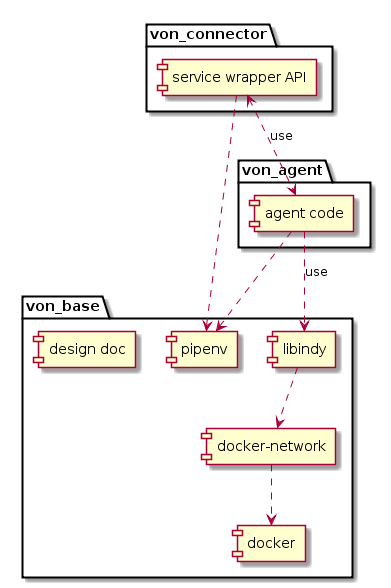 von_connector
service wrapper API
use
von_agent
agent code
use
von_base
design doc
pipenv
libindy
docker-network
docker